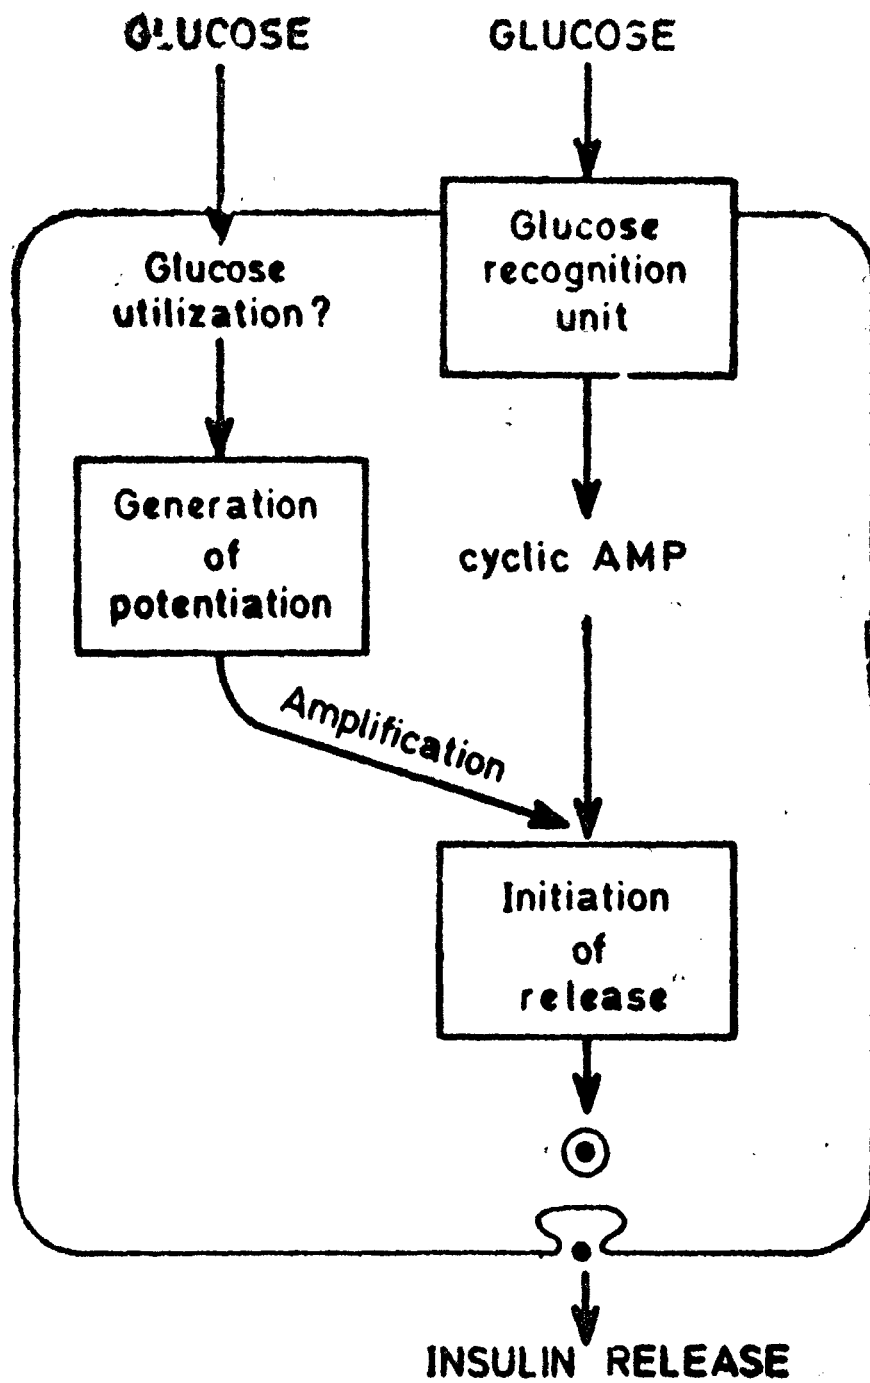 GLUCOSE GLUCOSE
Glucose
recognition
unit
Glucose
utilization?
Generation
of
potentiation
cyclic AMP
Amplification
Initiation
of
release
INSULIN RELEASE